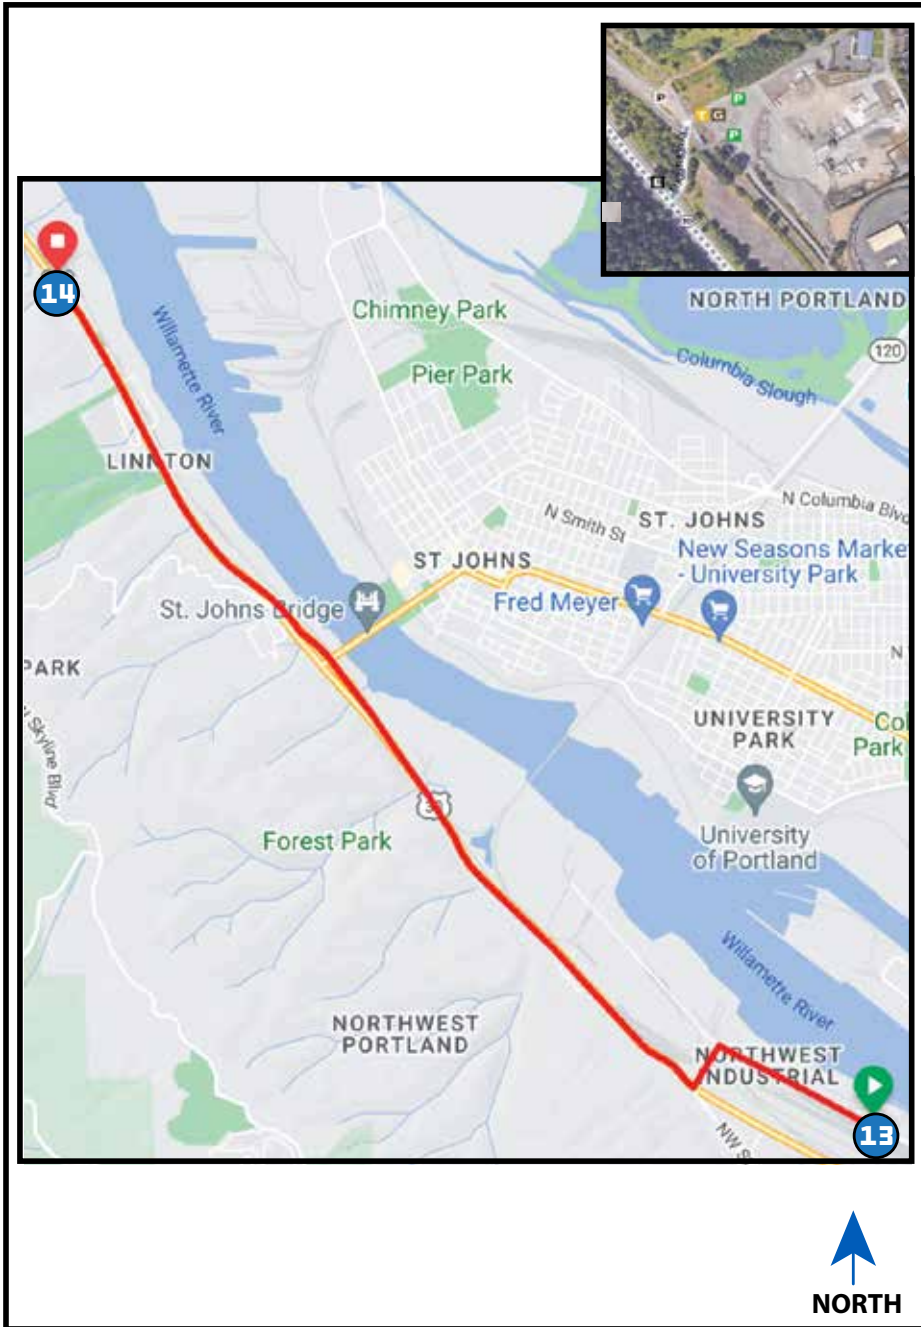 P
P
T G
P
14
Willamette River
Chimney Park
Pier Park
NORTH PORTLAND
Columbia Slough
120
LINNTON
N Columbia Blvd
N Smith St
ST. JOHNS
ST JOHNS
New Seasons Marke
- University Park
Fred Meyer
St. Johns Bridge
PARK
N
N Skyline Blvd
UNIVERSITY
PARK
Col
Park
30
Forest Park
University
of Portland
Willamette River
NORTHWEST
PORTLAND
NORTHWEST
INDUSTRIAL
13
NW S
NORTH